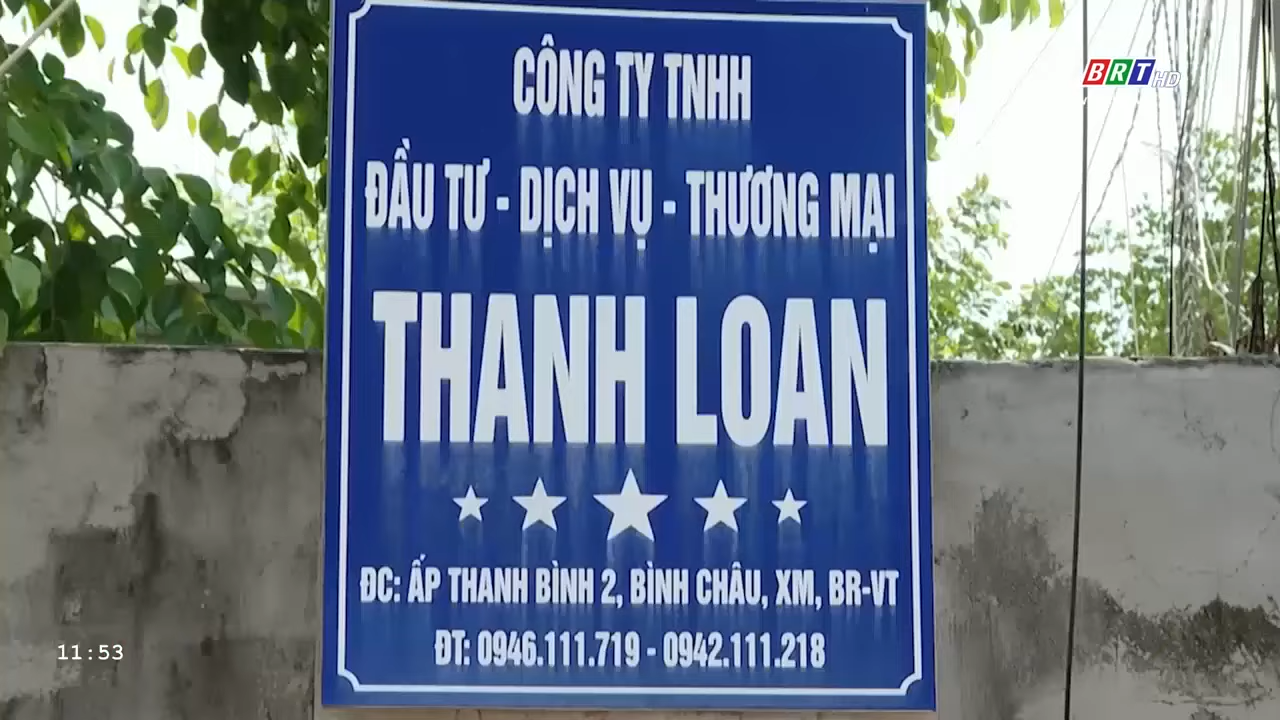 BRT HD
CÔNG TY TNHH
ĐẦU TƯ - DỊCH VỤ - THƯƠNG MẠI
THANH LOAN
ĐC: ẤP THANH BÌNH 2, BÌNH CHÂU, XM, BR-VT
ĐT: 0946.111.719 - 0942.111.218
11:53